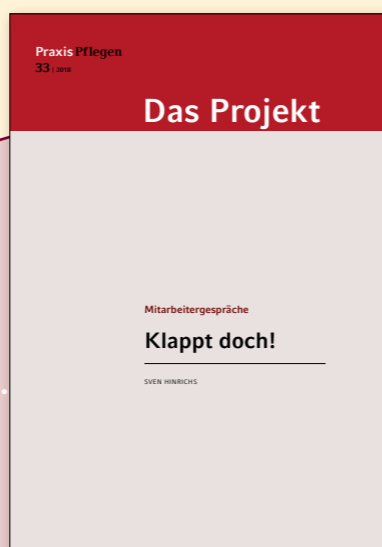 PraxisPflegen
33 | 2018
Das Projekt
Mitarbeitergespräche
Klappt doch!
SVEN HINRICHS